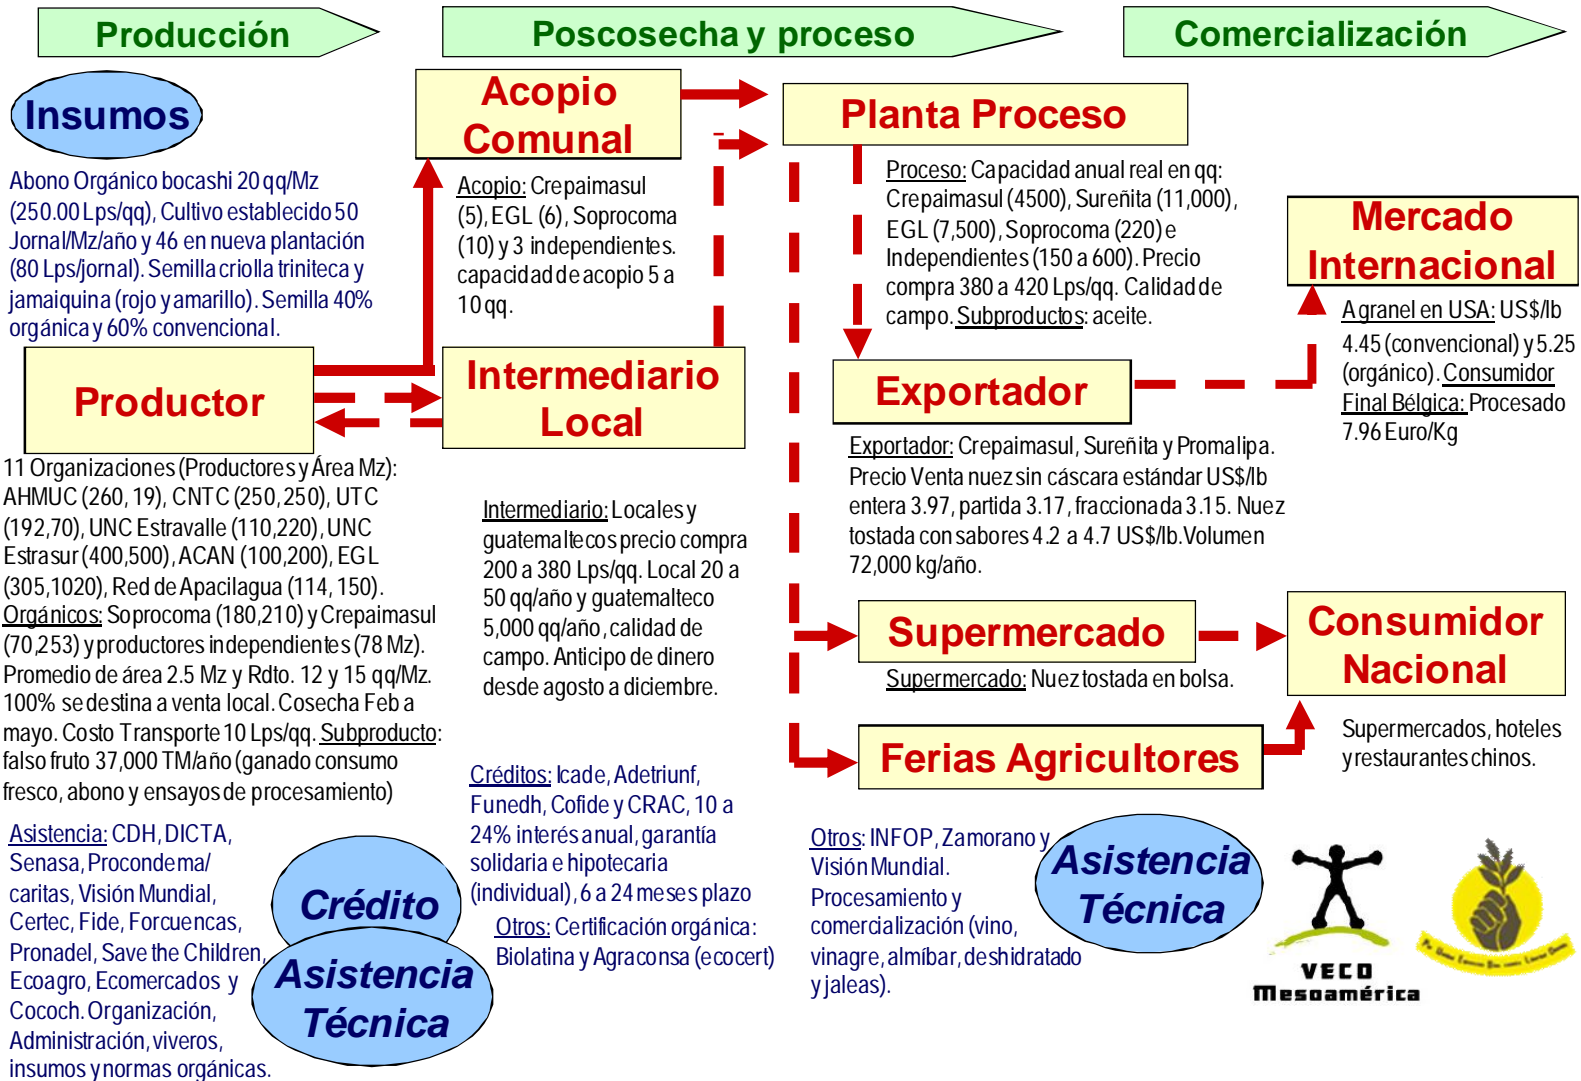 Producción
Poscosecha y proceso
Comercialización
Insumos
Abono Orgánico bocashi 20 qq/Mz
(250.00 Lps/qq), Cultivo establecido 50
Jornal/Mz/año y 46 en nueva plantación
(80 Lps/jornal). Semilla criolla triniteca y
jamaiquina (rojo y amarillo). Semilla 40%
orgánica y 60% convencional.
Productor
11 Organizaciones (Productores y Área Mz):
AHMUC (260, 19), CNTC (250, 250), UTC
(192,70), UNC Estravalle (110,220), UNC
Estrasur (400,500), ACAN (100,200), EGL
(305,1020), Red de Apacilagua (114, 150).
Orgánicos: Soprocoma (180,210) y Crepaimasul
(70,253) y productores independientes (78 Mz).
Promedio de área 2.5 Mz y Rdto. 12 y 15 qq/Mz.
100% se destina a venta local. Cosecha Feb a
mayo. Costo Transporte 10 Lps/qq. Subproducto:
falso fruto 37,000 TM/año (ganado consumo
fresco, abono y ensayos de procesamiento)
Asistencia: CDH, DICTA,
Senasa, Procondema/
caritas, Visión Mundial,
Certec, Fide, Forcuencas,
Pronadel, Save the Children,
Ecoagro, Ecomercados y
Cococh. Organización,
Administración, viveros,
insumos y normas orgánicas.
Crédito
Asistencia
Técnica
Acopio
Comunal
Acopio: Crepaimasul
(5), EGL (6), Soprocoma
(10) y 3 independientes.
capacidad de acopio 5 a
10 qq.
Intermediario
Local
Intermediario: Locales y
guatemaltecos precio compra
200 a 380 Lps/qq. Local 20 a
50 qq/año y guatemalteco
5,000 qq/año, calidad de
campo. Anticipo de dinero
desde agosto a diciembre.
Créditos: Icade, Adetriunf,
Funedh, Cofide y CRAC, 10 a
24% interés anual, garantía
solidaria e hipotecaria
(individual), 6 a 24 meses plazo
Otros: Certificación orgánica:
Biolatina y Agraconsa (ecocert)
Planta Proceso
Proceso: Capacidad anual real en qq:
Crepaimasul (4500), Sureñita (11,000),
EGL (7,500), Soprocoma (220) e
Independientes (150 a 600). Precio
compra 380 a 420 Lps/qq. Calidad de
campo. Subproductos: aceite.
Exportador
Exportador: Crepaimasul, Sureñita y Promalipa.
Precio Venta nuez sin cáscara estándar US$/lb
entera 3.97, partida 3.17, fraccionada 3.15. Nuez
tostada con sabores 4.2 a 4.7 US$/lb. Volumen
72,000 kg/año.
Supermercado
Supermercado: Nuez tostada en bolsa.
Ferias Agricultores
Otros: INFOP, Zamorano y
Visión Mundial.
Procesamiento y
comercialización (vino,
vinagre, almíbar, deshidratado
y jaleas).
Asistencia
Técnica
Mercado
Internacional
A granel en USA: US$/lb
4.45 (convencional) y 5.25
(orgánico). Consumidor
Final Bélgica: Procesado
7.96 Euro/Kg
Consumidor
Nacional
Supermercados, hoteles
y restaurantes chinos.
VECO
Mesoamérica